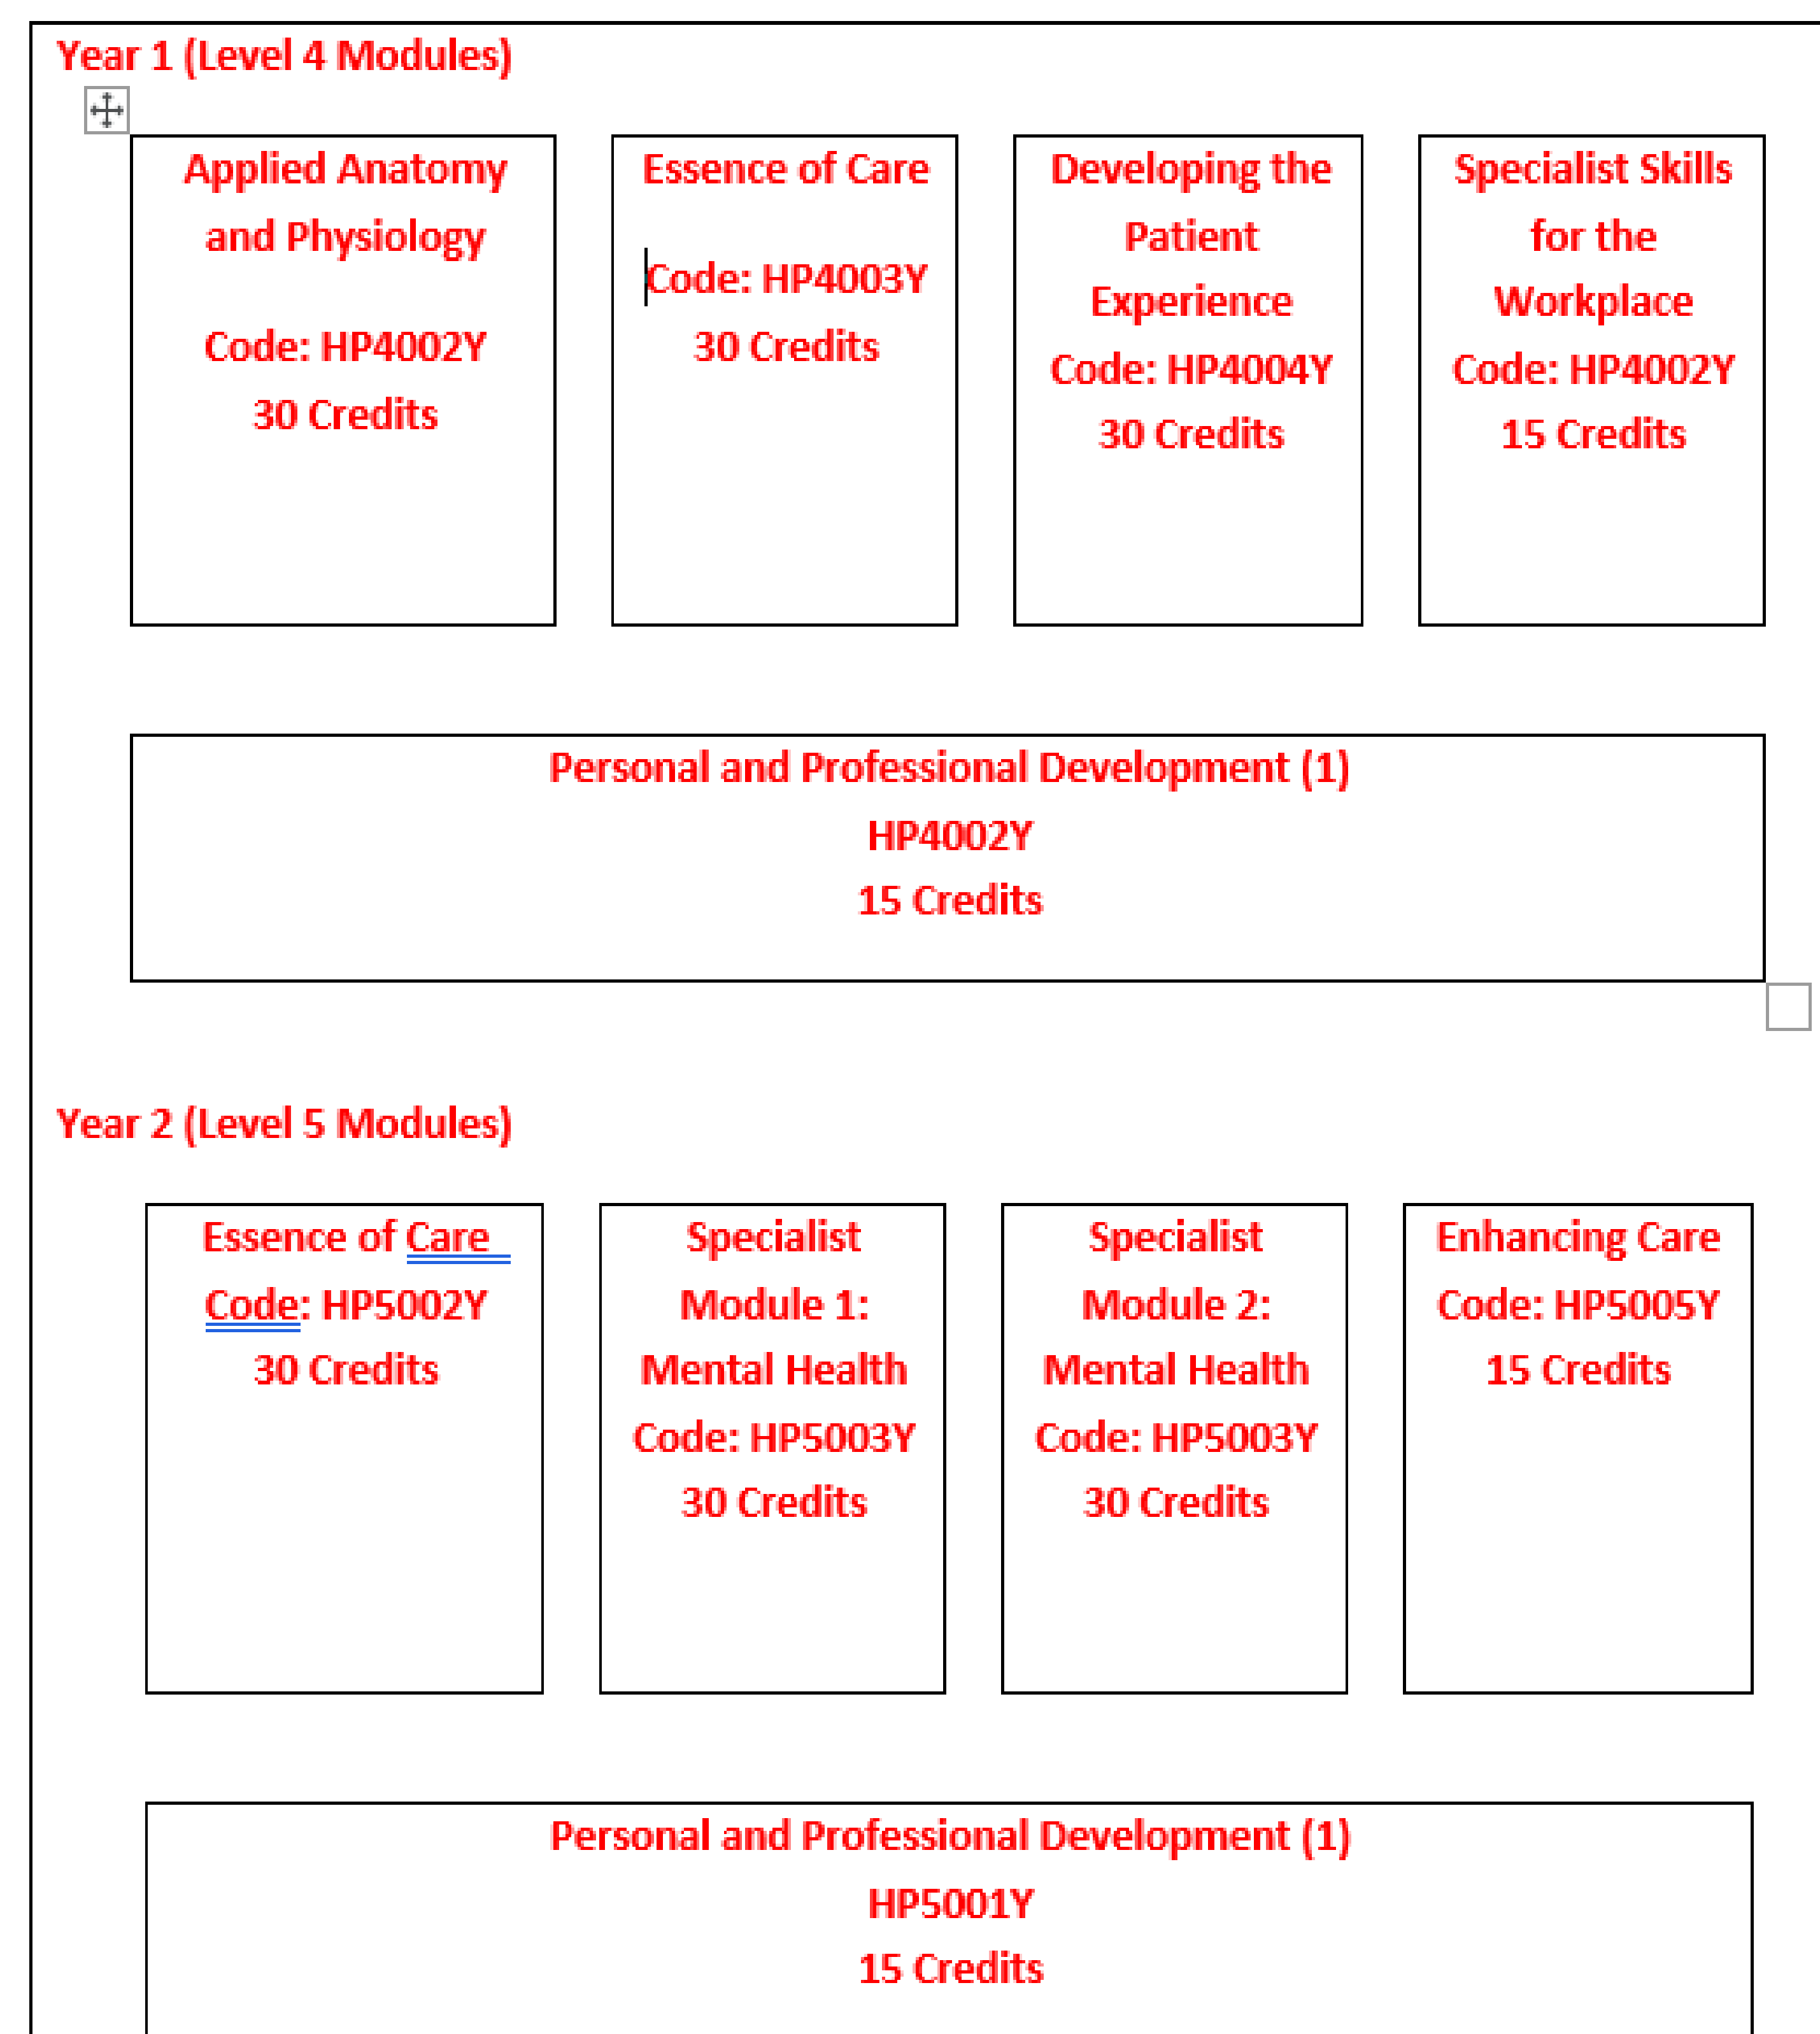 Year 1 (Level 4 Modules)
Applied Anatomy
and Physiology
Code: HP4002Y
30 Credits
Essence of Care
Code: HP4003Y
30 Credits
Developing the
Patient
Experience
Code: HP4004Y
30 Credits
Specialist Skills
for the
Workplace
Code: HP4002Y
15 Credits
Personal and Professional Development (1)
HP4002Y
15 Credits
Year 2 (Level 5 Modules)
Essence of Care
Code: HP5002Y
30 Credits
Specialist
Module 1:
Mental Health
Code: HP5003Y
30 Credits
Specialist
Module 2:
Mental Health
Code: HP5003Y
30 Credits
Enhancing Care
Code: HP5005Y
15 Credits
Personal and Professional Development (1)
HP5001Y
15 Credits